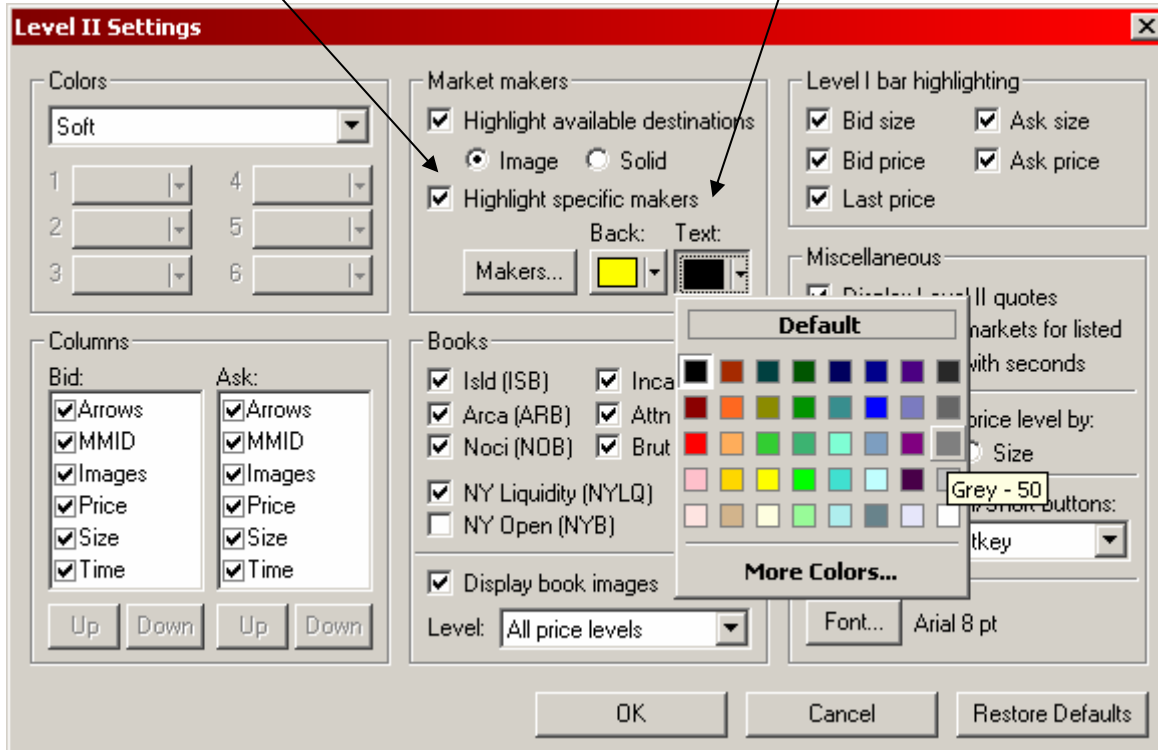 Level II Settings
Colors
Soft
1
4
2
5
3
6
Columns
Bid:
Ask:
Arrows
Arrows
MMID
MMID
Images
Images
Price
Price
Size
Size
Time
Time
Up
Down
Up
Down
Market makers
Highlight available destinations
Image
Solid
Highlight specific makers
Back:
Text:
Makers...
Default
Grey - 50
More Colors...
Books
Isld (ISB)
Inca
Arca (ARB)
Attn
Noci (NOB)
Brut
NY Liquidity (NYLQ)
NY Open (NYB)
Display book images
Level:
All price levels
Level I bar highlighting
Bid size
Ask size
Bid price
Ask price
Last price
Miscellaneous
Display Level II quotes
markets for listed
with seconds
price level by:
Size
buttons:
Font...
Arial 8 pt
OK
Cancel
Restore Defaults